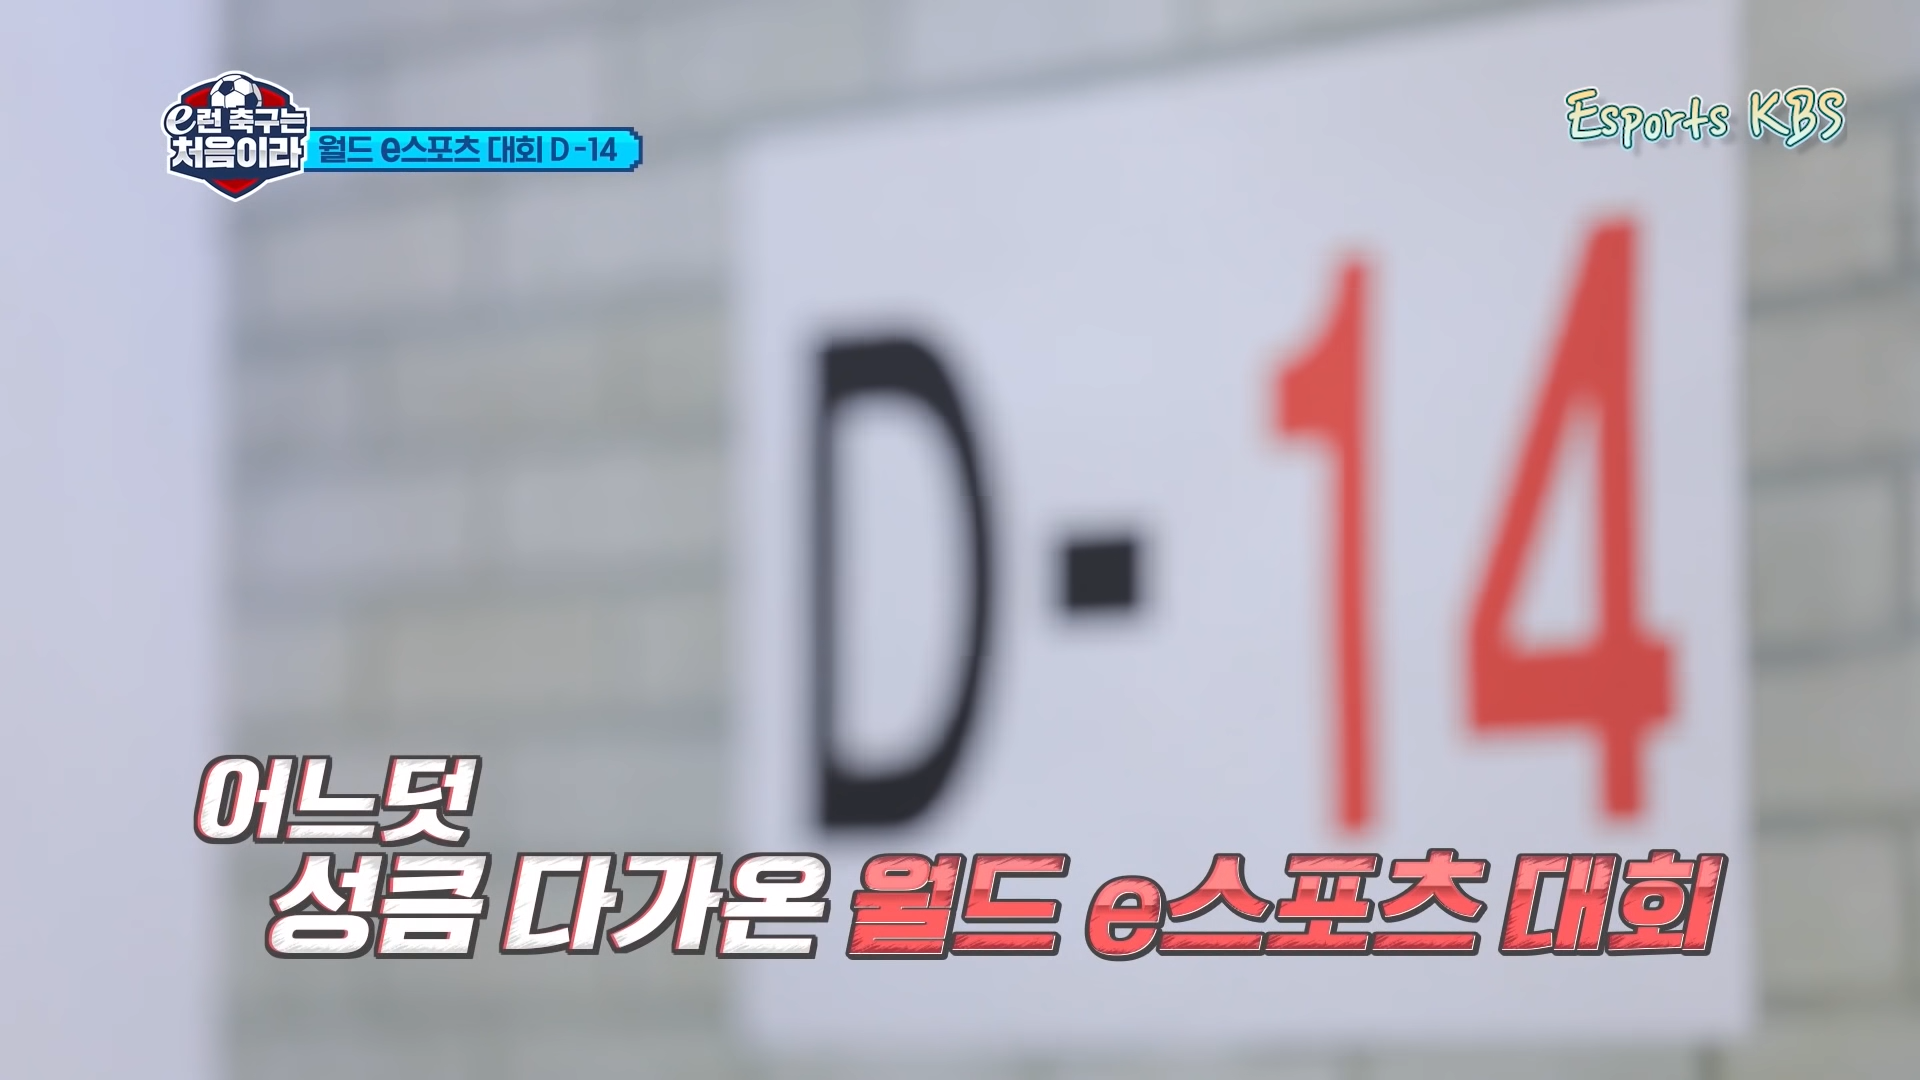 e런 축구는
처음이라
월드 e스포츠 대회 D-14
Esports KBS
D-14
어느덧
성큼 다가온 월드 e스포츠 대회